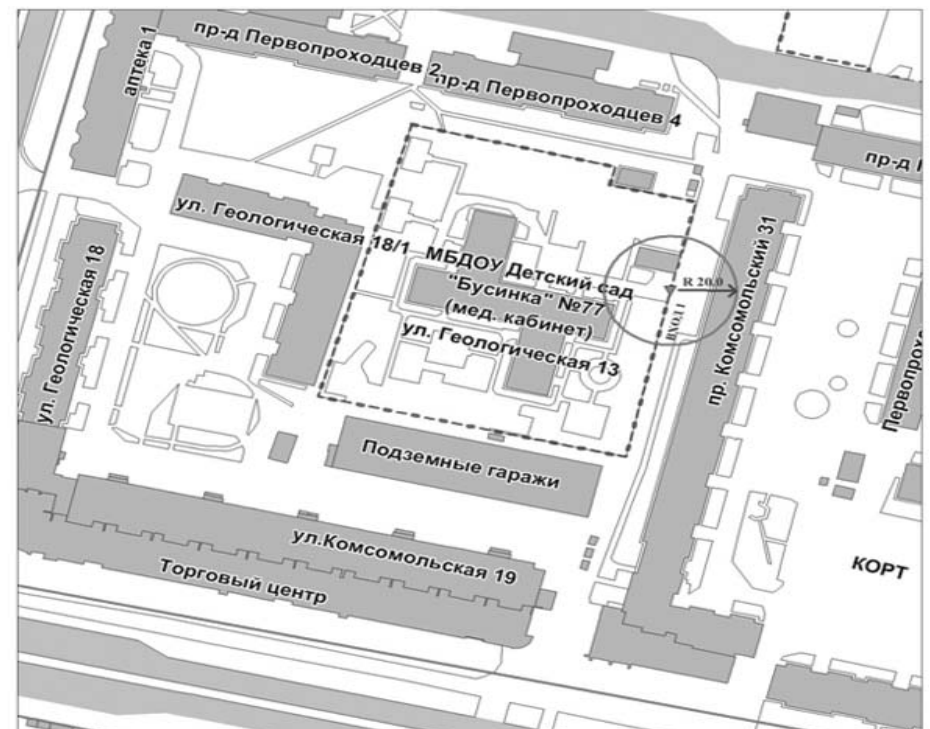 аптека 1
пр-д Первопроходцев 2
пр-д Первопроходцев 4
пр-д
ул. Геологическая 18/1
ул. Геологическая 18
МБДОУ Детский сад
"Бусинка" №77
(мед. кабинет)
ул. Геологическая 13
R 20.0
пр. Комсомольский 31
Подземные гаражи
ул.Комсомольская 19
Торговый центр
КОРТ